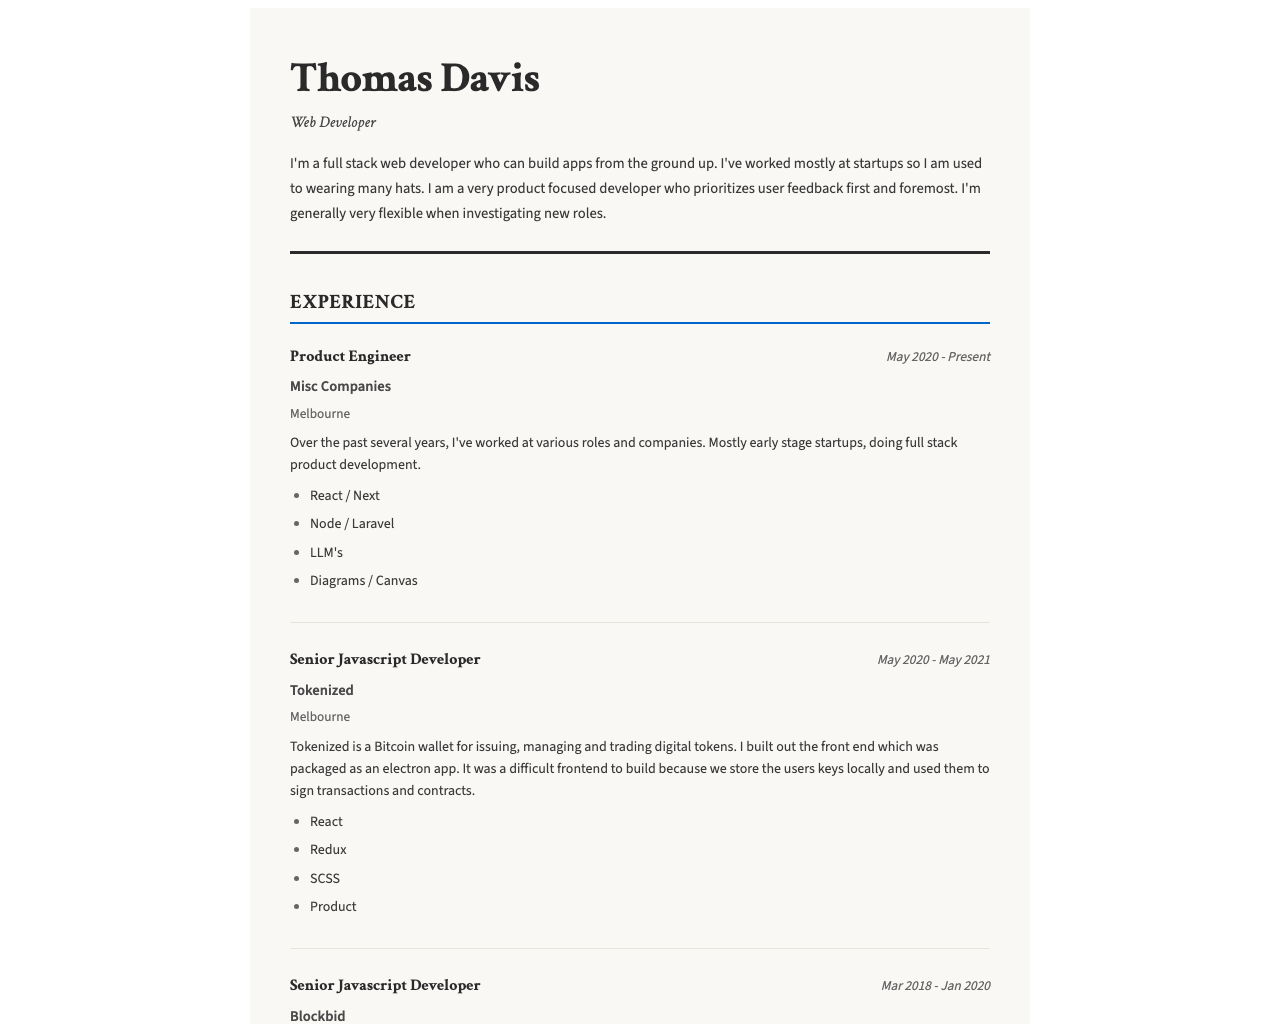 Thomas Davis
Web Developer
I'm a full stack web developer who can build apps from the ground up. I've worked mostly at startups so I am used
to wearing many hats. I am a very product focused developer who prioritizes user feedback first and foremost. I'm
generally very flexible when investigating new roles.
EXPERIENCE
Product Engineer
May 2020 - Present
Misc Companies
Melbourne
Over the past several years, I've worked at various roles and companies. Mostly early stage startups, doing full stack
product development.
React / Next
Node / Laravel
LLM's
Diagrams / Canvas
Senior Javascript Developer
May 2020 - May 2021
Tokenized
Melbourne
Tokenized is a Bitcoin wallet for issuing, managing and trading digital tokens. I built out the front end which was
packaged as an electron app. It was a difficult frontend to build because we store the users keys locally and used them to
sign transactions and contracts.
React
Redux
SCSS
Product
Senior Javascript Developer
Mar 2018 - Jan 2020
Blockbid